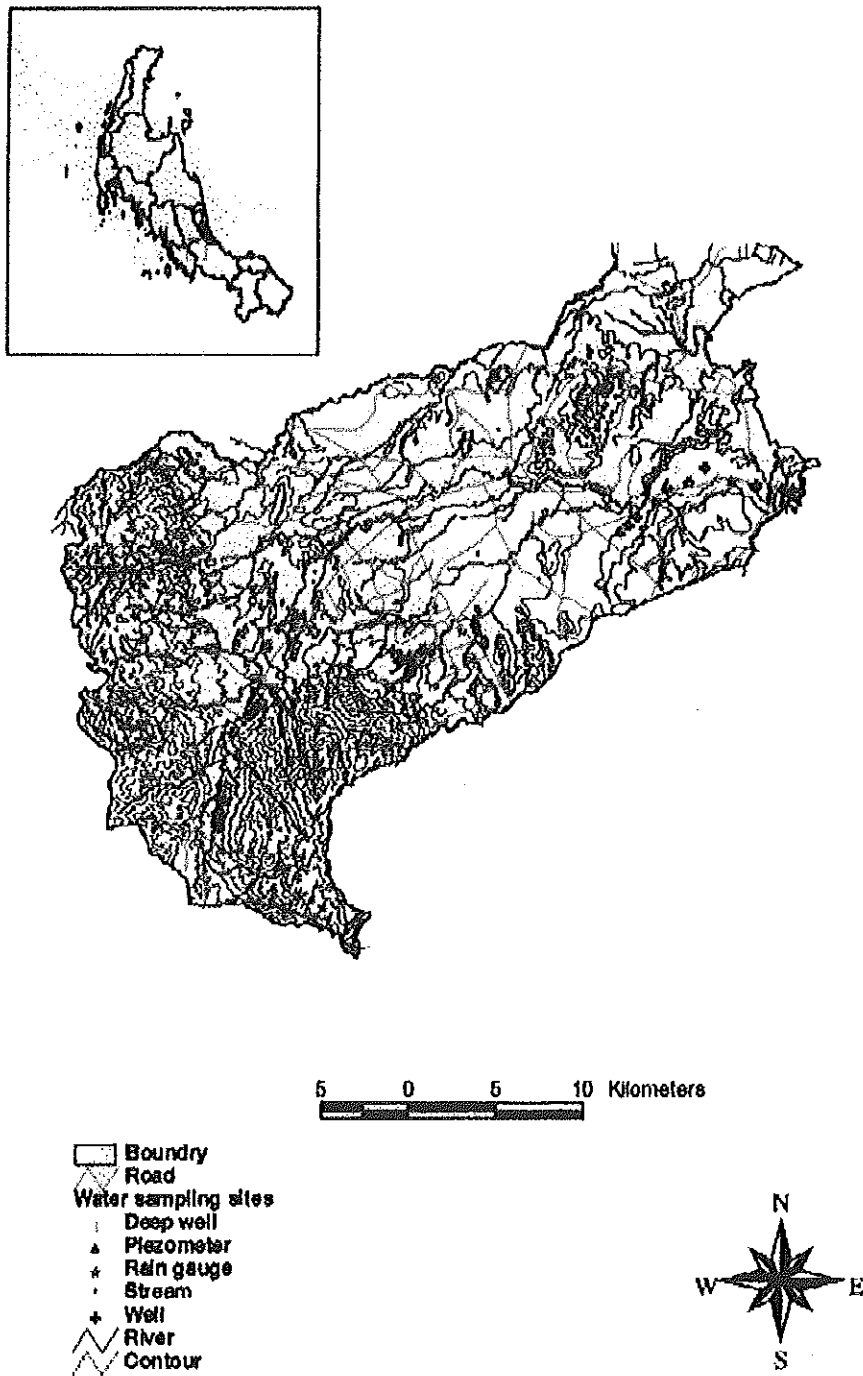 5 0 5 10 Kilometers
Boundry
Road
Water sampling sites
Deep well
Piezometer
Rain gauge
Stream
Well
River
Contour
N
W E
S